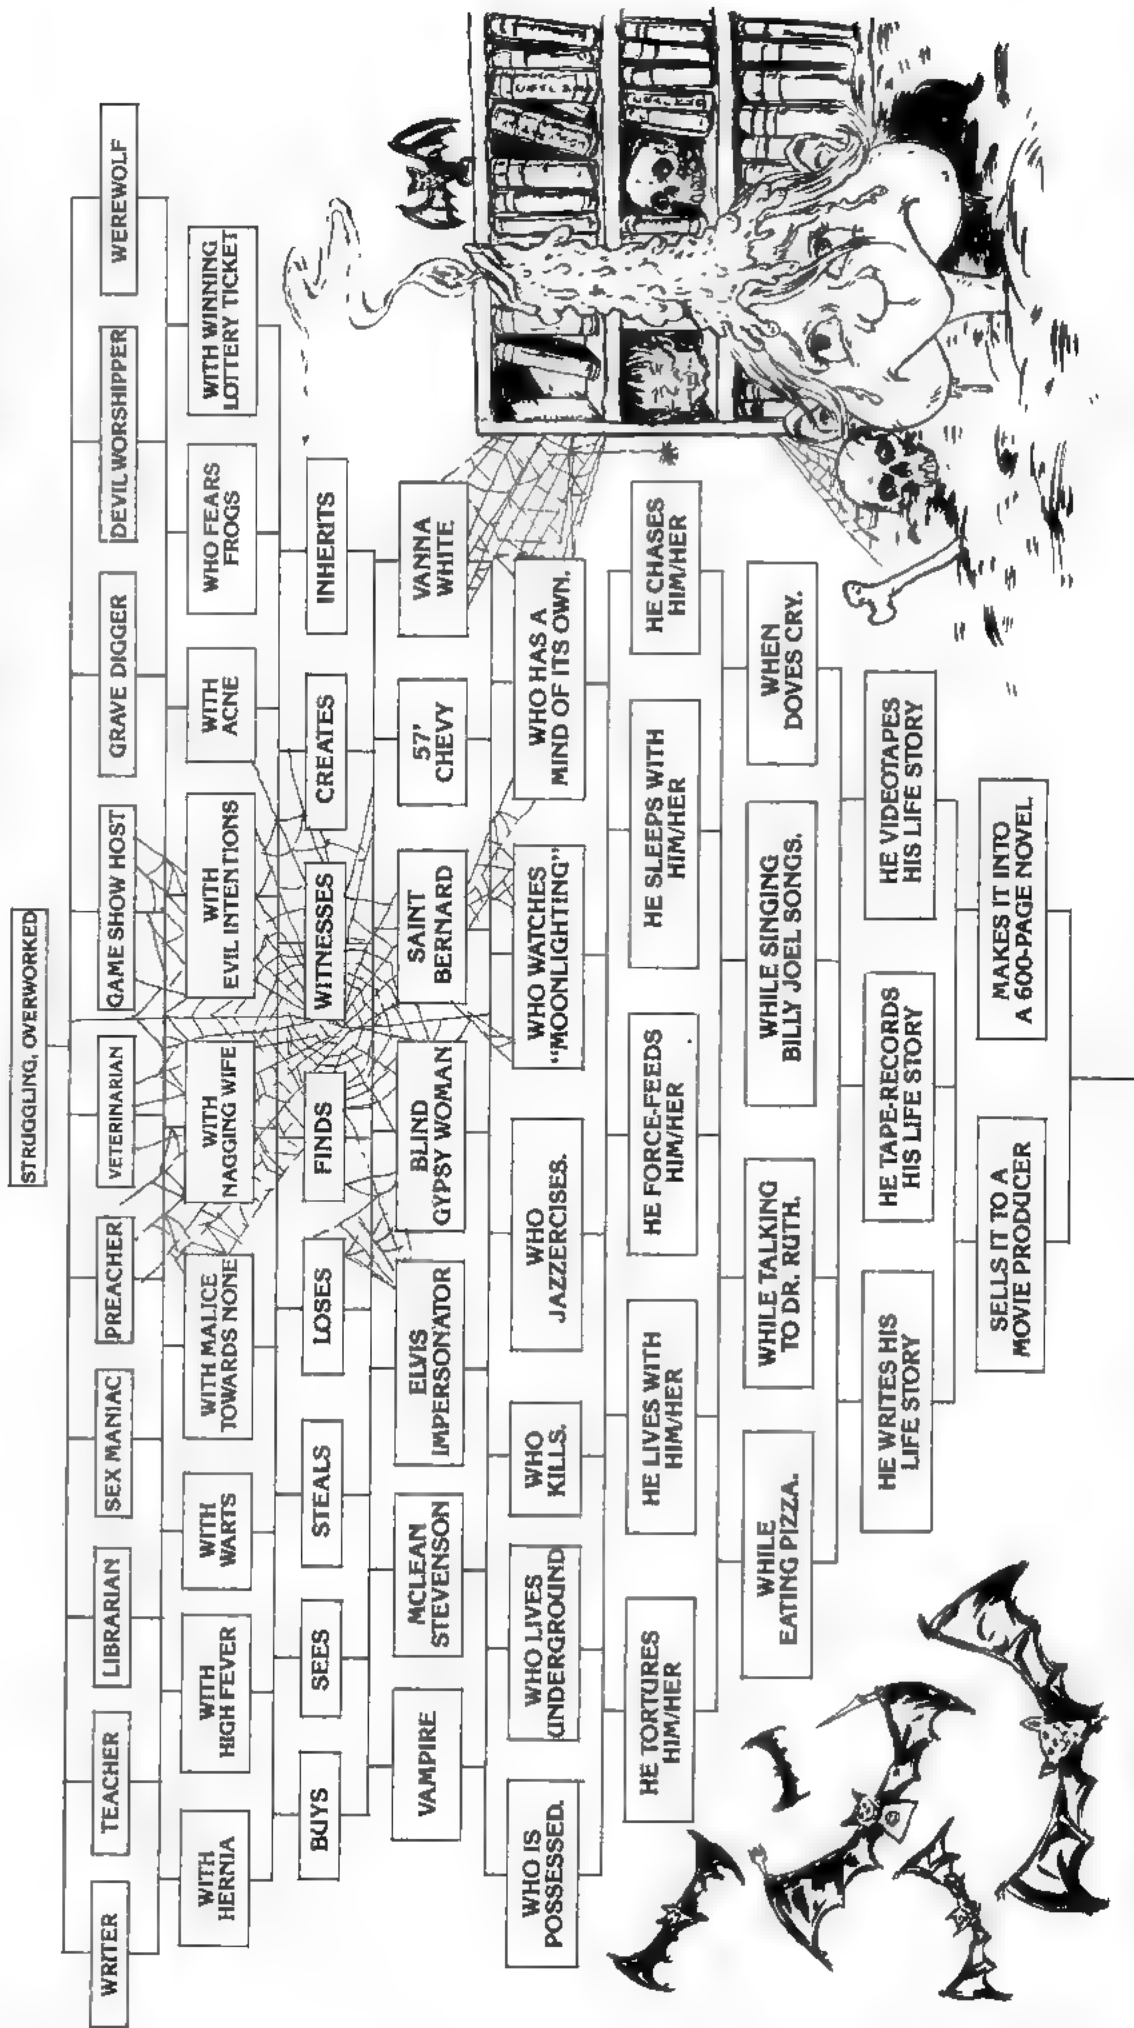 STRUGGLING, OVERWORKED
WRITER
TEACHER
LIBRARIAN
SEX MANIAC
PREACHER
VETERINARIAN
GAME SHOW HOST
GRAVE DIGGER
DEVIL WORSHIPPER
WEREWOLF
WITH
HERNIA
WITH
HIGH FEVER
WITH
WARTS
WITH MALICE
TOWARDS NONE
WITH
NAGGING WIFE
WITH
EVIL INTENTIONS
WITH
ACNE
WHO FEARS
FROGS
WITH WINNING
LOTTERY TICKET
BUYS
SEES
STEALS
LOSES
FINDS
WITNESSES
CREATES
INHERITS
VAMPIRE
MCLEAN
STEVENSON
ELVIS
IMPERSONATOR
BLIND
GYPSY WOMAN
SAINT
BERNARD
57'
CHEVY
VANNA
WHITE
WHO IS
POSSESSED.
WHO LIVES
UNDERGROUND
WHO
KILLS.
WHO
JAZZERCISES.
WHO WATCHES
"MOONLIGHTING"
WHO HAS A
MIND OF ITS OWN.
HE TORTURES
HIM/HER
HE LIVES WITH
HIM/HER
HE FORCE-FEEDS
HIM/HER
HE SLEEPS WITH
HIM/HER
HE CHASES
HIM/HER
WHILE
EATING PIZZA.
WHILE TALKING
TO DR. RUTH.
WHILE SINGING
BILLY JOEL SONGS.
WHEN
DOVES CRY.
HE WRITES HIS
LIFE STORY
HE TAPE-RECORDS
HIS LIFE STORY
HE VIDEOTAPES
HIS LIFE STORY
SELLS IT TO A
MOVIE PRODUCER
MAKES IT INTO
A 600-PAGE NOVEL